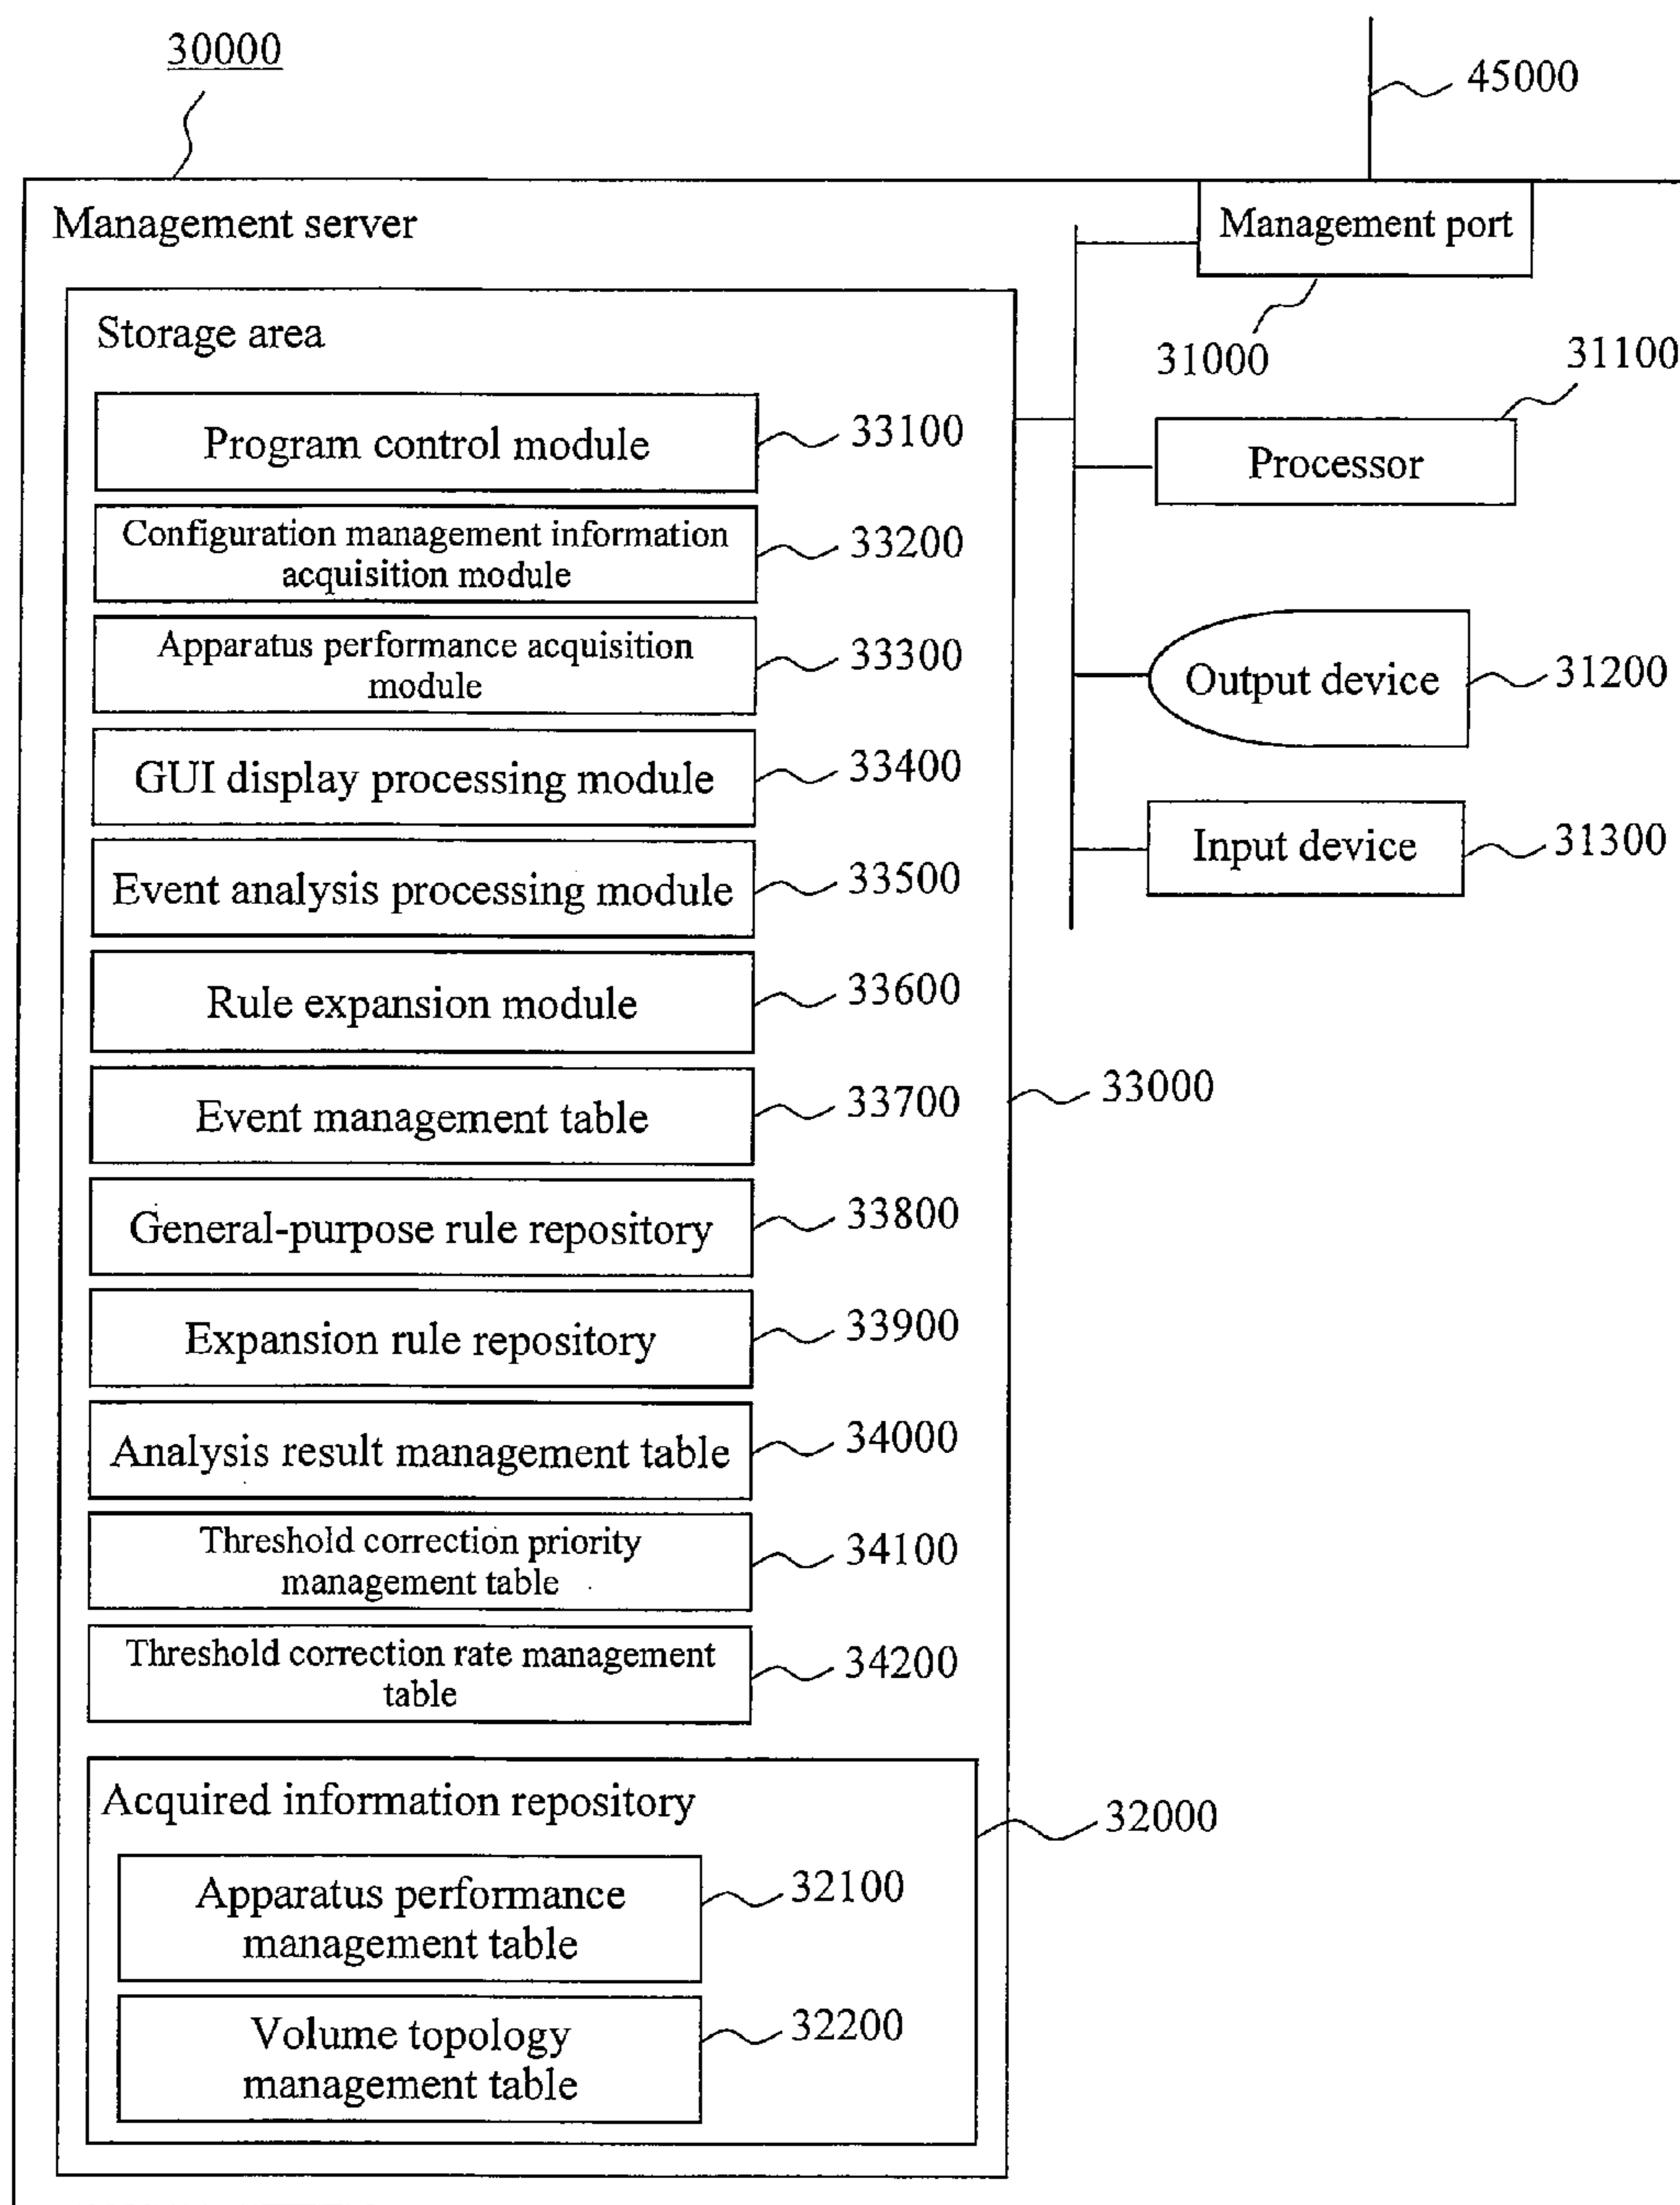 30000
45000
Management server
Management port
31000
Storage area
31100
Processor
Program control module
33100
Configuration management information
acquisition module
33200
Apparatus performance acquisition
module
33300
Output device
31200
GUI display processing module
33400
Input device
31300
Event analysis processing module
33500
Rule expansion module
33600
33000
Event management table
33700
General-purpose rule repository
33800
Expansion rule repository
33900
Analysis result management table
34000
Threshold correction priority
management table
34100
Threshold correction rate management
table
34200
Acquired information repository
32000
Apparatus performance
management table
32100
Volume topology
management table
32200